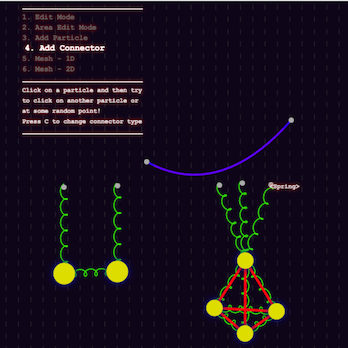 1. Edit Mode
2. Area Edit Mode
3. Add Particle
4. Add Connector
5. Mesh - 1D
6. Mesh - 2D
Click on a particle and then try
to click on another particle or
at some random point!
Press C to change connector type
<Spring>